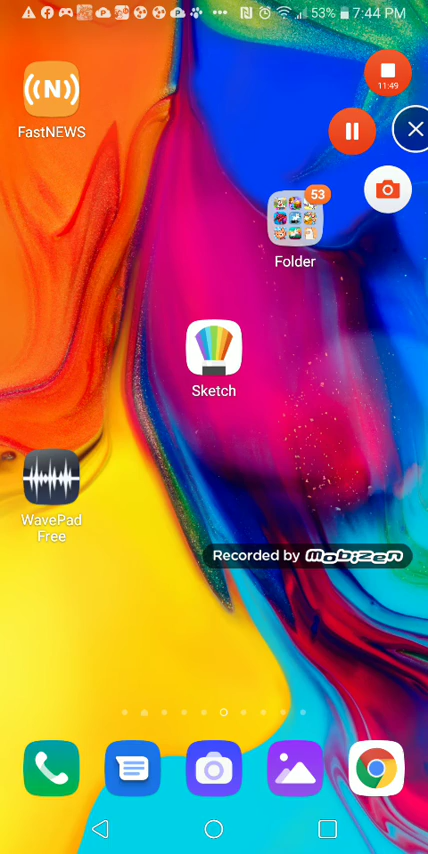 53% 7:44 PM
11:49
(N)
FastNEWS
53
Folder
Sketch
WavePad
Free
Recorded by mobizen